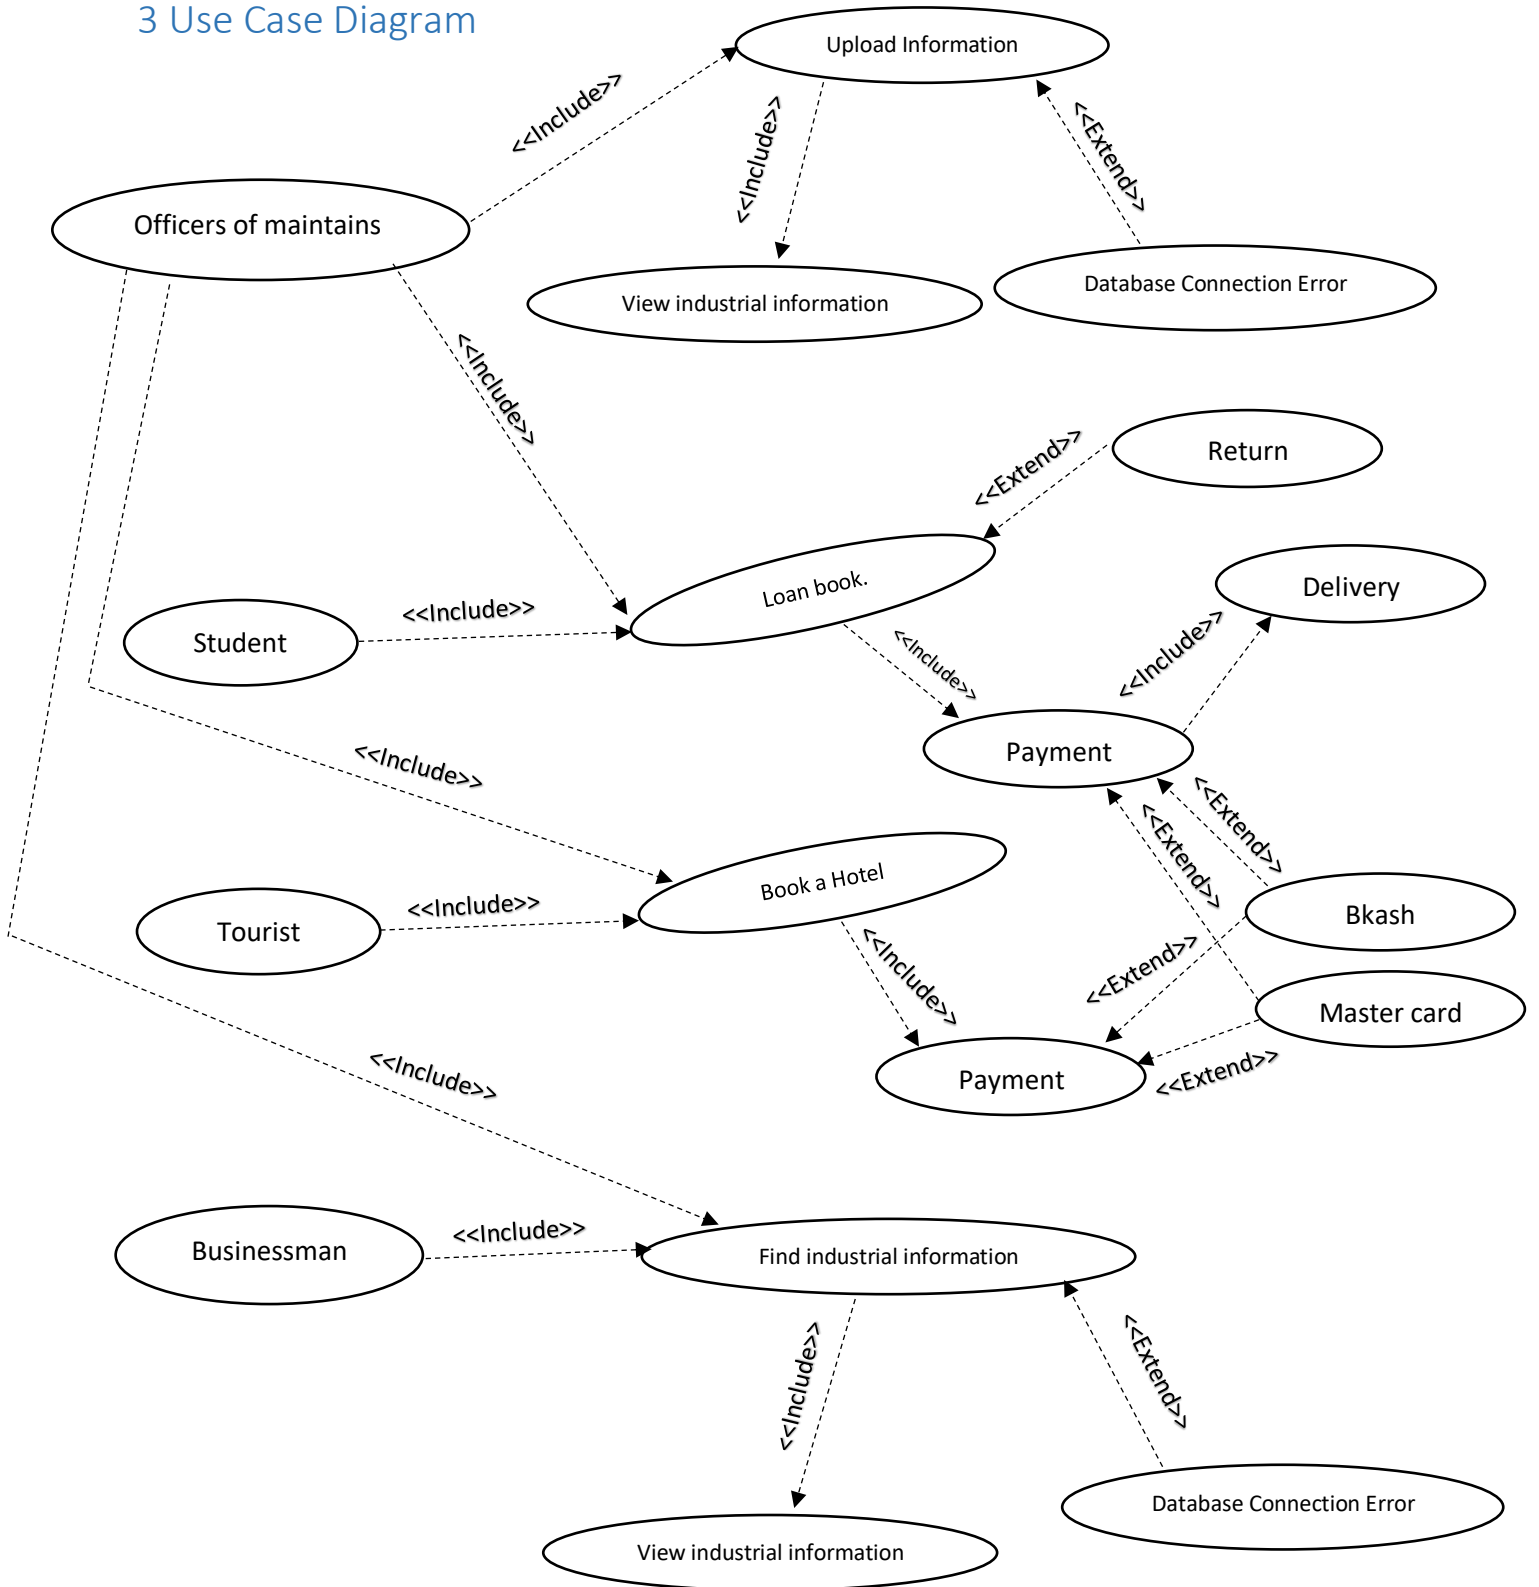 3 Use Case Diagram
Upload Information
<<Include>>
<<Include>>
<<Extend>>
Officers of maintains
View industrial information
Database Connection Error
<<Include>>
Return
<<Extend>>
Loan book.
Delivery
Student
<<Include>>
<<Include>>
<<Include>>
Payment
<<Include>>
<<Extend>>
<<Extend>>
Book a Hotel
Tourist
<<Include>>
Bkash
<<Include>>
<<Extend>>
Master card
Payment
<<Extend>>
<<Include>>
Businessman
<<Include>>
Find industrial information
<<Include>>
<<Extend>>
Database Connection Error
View industrial information